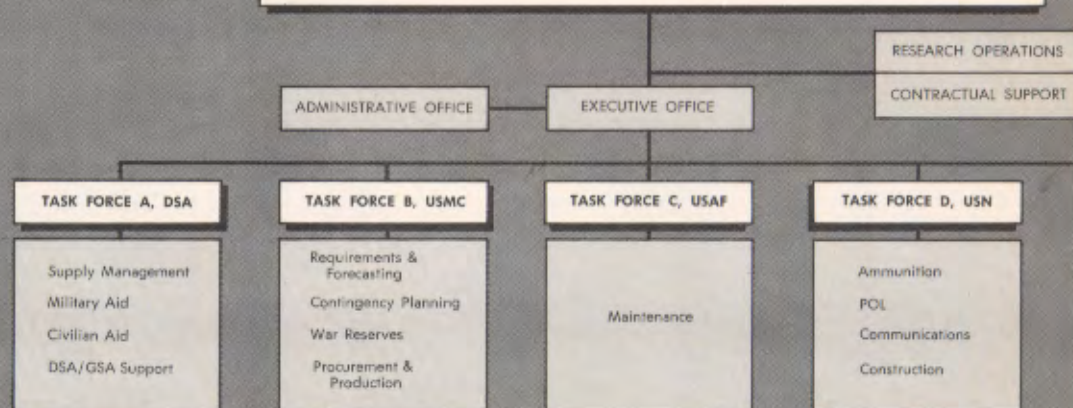 RESEARCH OPERATIONS
CONTRACTUAL SUPPORT
ADMINISTRATIVE OFFICE
EXECUTIVE OFFICE
TASK FORCE A, DSA
Supply Management
Military Aid
Civilian Aid
DSA/GSA Support
TASK FORCE B, USMC
Requirements &
Forecasting
Contingency Planning
War Reserves
Procurement &
Production
TASK FORCE C, USAF
Maintenance
TASK FORCE D, USN
Ammunition
POL
Communications
Construction